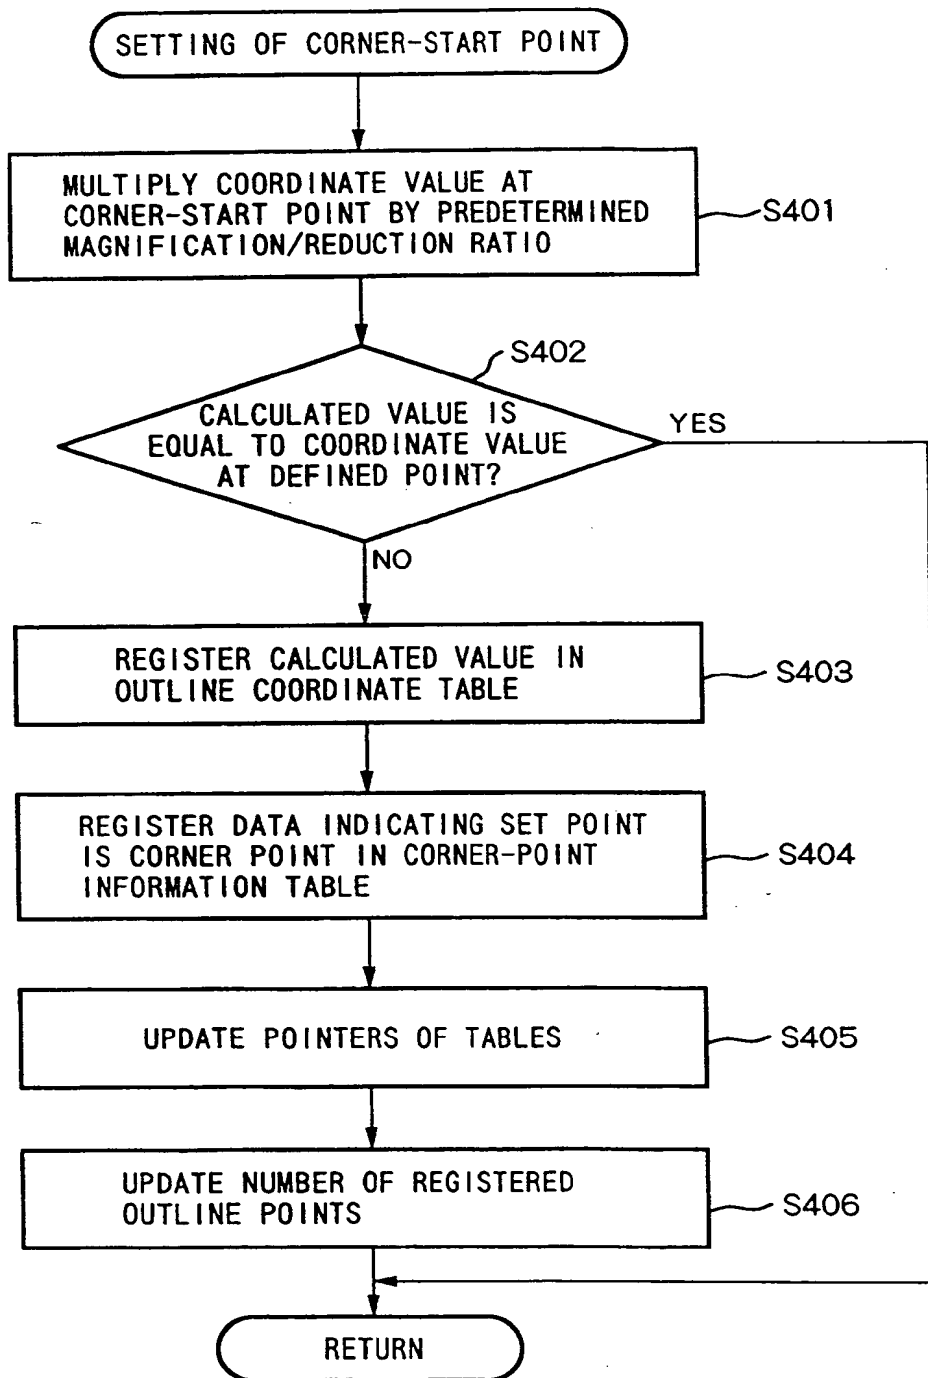 SETTING OF CORNER-START POINT
MULTIPLY COORDINATE VALUE AT
CORNER-START POINT BY PREDETERMINED
MAGNIFICATION/REDUCTION RATIO
S401
S402
CALCULATED VALUE IS
EQUAL TO COORDINATE VALUE
AT DEFINED POINT?
YES
NO
REGISTER CALCULATED VALUE IN
OUTLINE COORDINATE TABLE
S403
REGISTER DATA INDICATING SET POINT
IS CORNER POINT IN CORNER-POINT
INFORMATION TABLE
S404
UPDATE POINTERS OF TABLES
S405
UPDATE NUMBER OF REGISTERED
OUTLINE POINTS
S406
RETURN